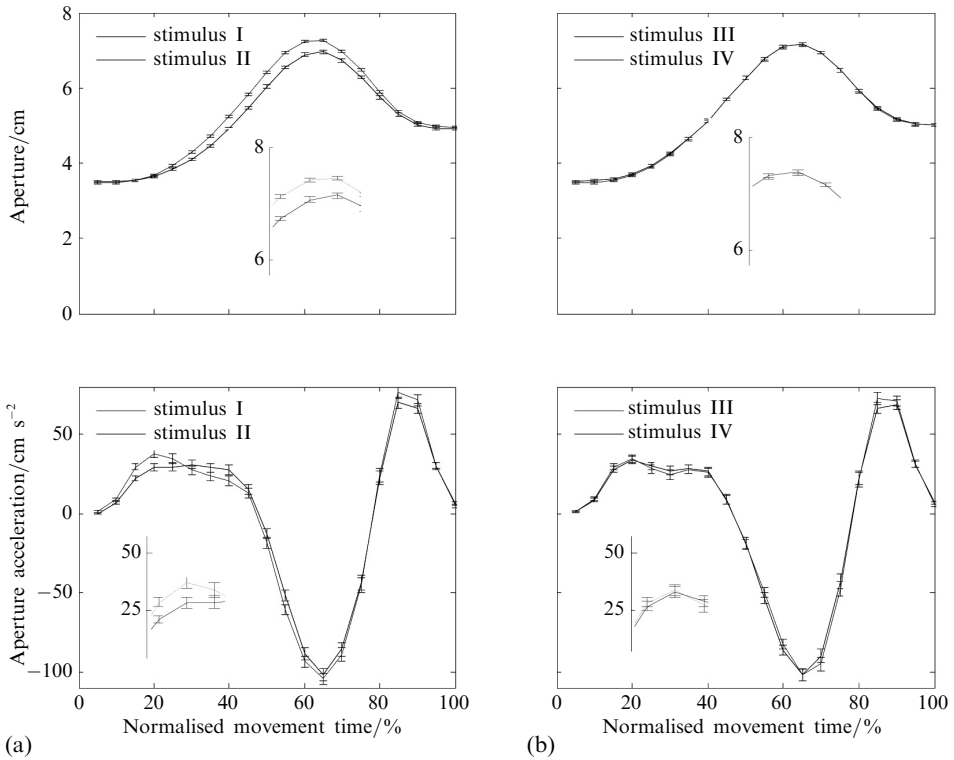 8
stimulus I
stimulus II
6
Aperture/cm
4
2
0
8
6
stimulus III
stimulus IV
8
6
stimulus I
stimulus II
50
0
−50
−100
Aperture acceleration/cm s−2
50
25
0 20 40 60 80 100
Normalised movement time/%
(a)
stimulus III
stimulus IV
50
25
0 20 40 60 80 100
Normalised movement time/%
(b)